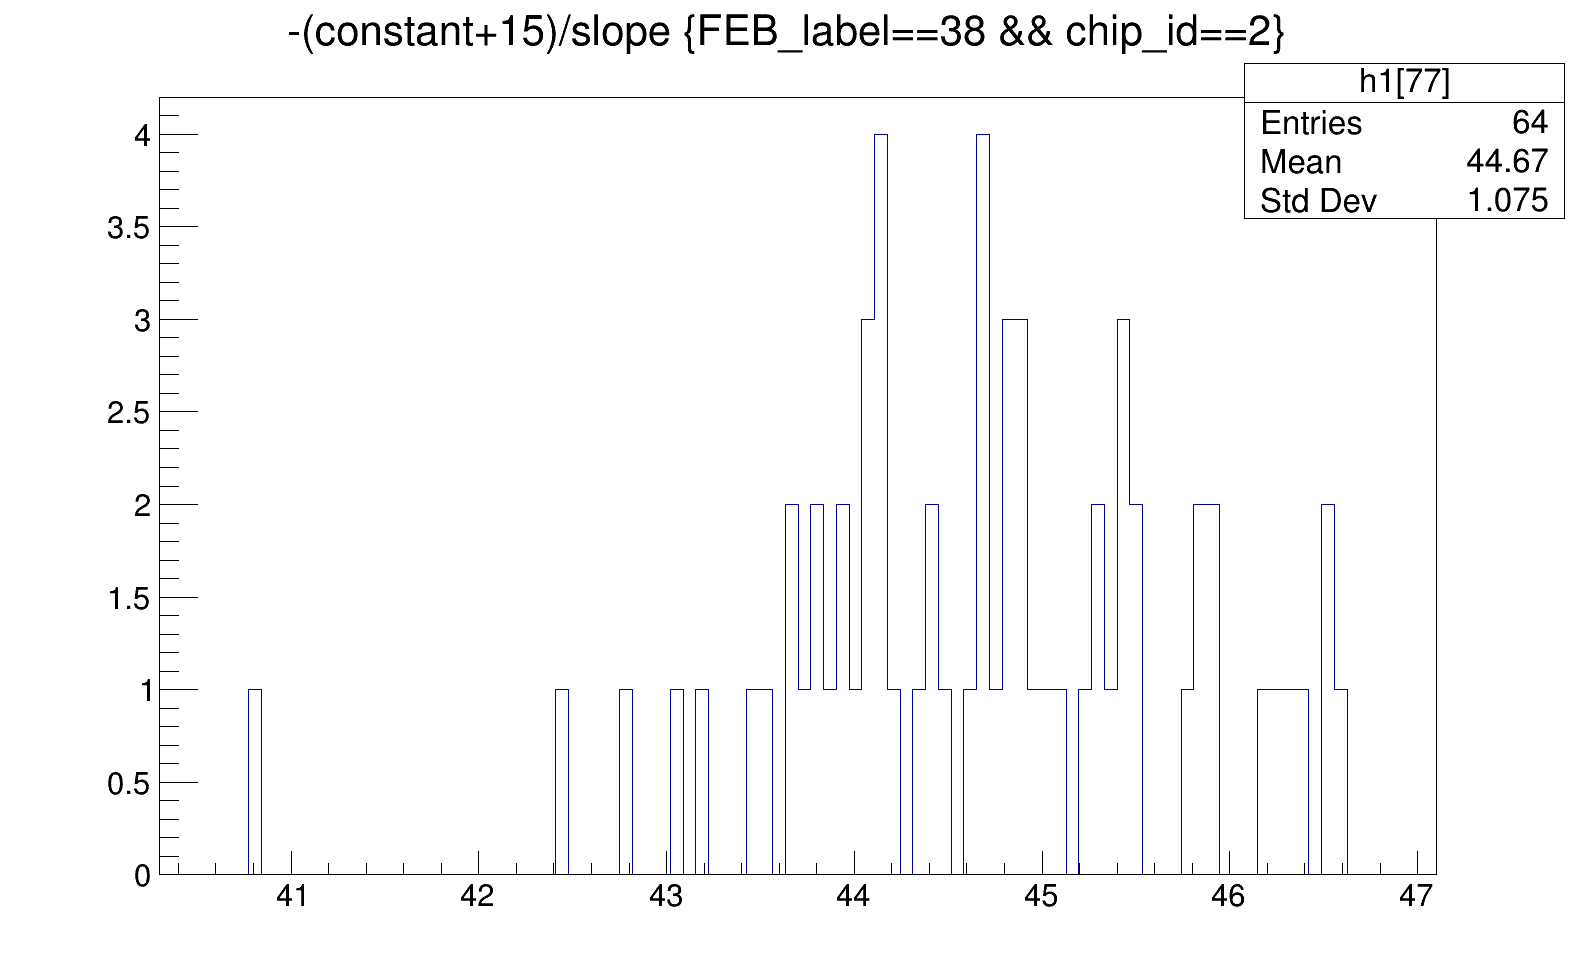 -(constant+15)/slope {FEB_label==38 && chip_id==2}
h1[77]
Entries 64
Mean 44.67
Std Dev 1.075
4
3.5
3
2.5
2
1.5
1
0.5
0
41 42 43 44 45 46 47